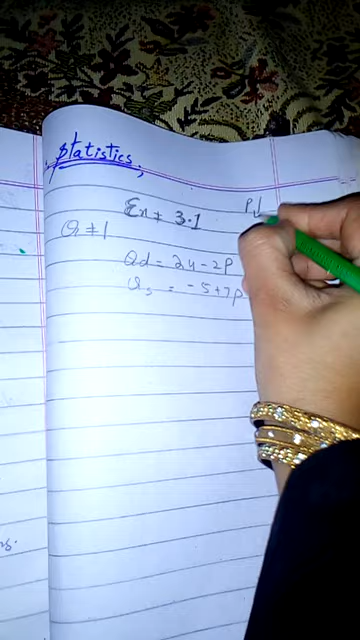 Statistics,
Ex # 3.1
Q # 1
Qd = 24 - 2P
Qs = -5 + 7P